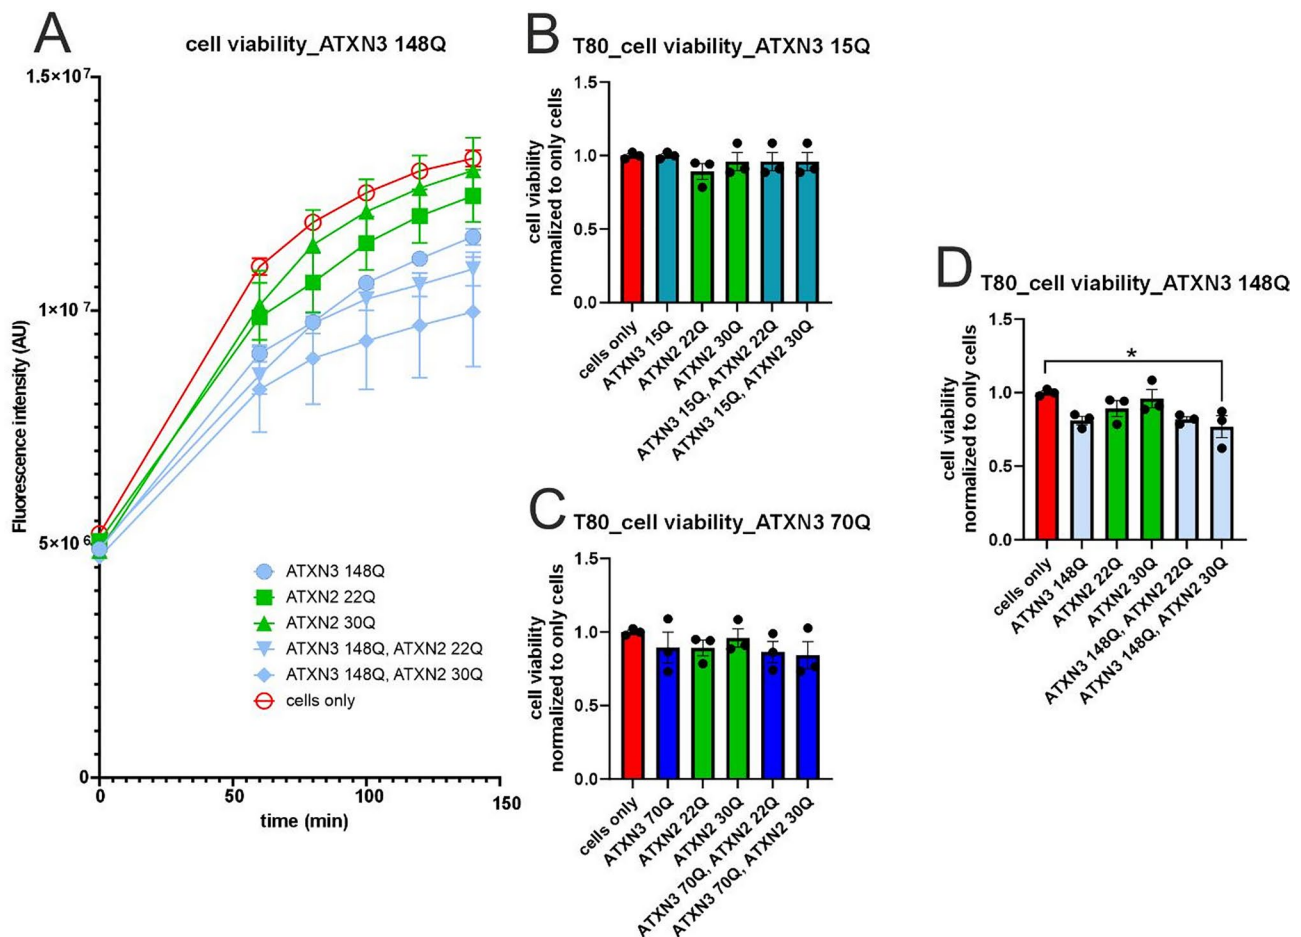 A
cell viability_ATXN3 148Q
1.5×10⁷
1×10⁷
5×10⁶
0
Fluorescence intensity (AU)
0
50
100
150
time (min)
ATXN3 148Q
ATXN2 22Q
ATXN2 30Q
ATXN3 148Q, ATXN2 22Q
ATXN3 148Q, ATXN2 30Q
cells only
B
T80_cell viability_ATXN3 15Q
cell viability
normalized to only cells
1.5
1.0
0.5
0.0
cells only
ATXN3 15Q
ATXN2 22Q
ATXN2 30Q
ATXN3 15Q, ATXN2 22Q
ATXN3 15Q, ATXN2 30Q
C
T80_cell viability_ATXN3 70Q
cell viability
normalized to only cells
1.5
1.0
0.5
0.0
cells only
ATXN3 70Q
ATXN2 22Q
ATXN2 30Q
ATXN3 70Q, ATXN2 22Q
ATXN3 70Q, ATXN2 30Q
D
T80_cell viability_ATXN3 148Q
cell viability
normalized to only cells
1.5
1.0
0.5
0.0
*
cells only
ATXN3 148Q
ATXN2 22Q
ATXN2 30Q
ATXN3 148Q, ATXN2 22Q
ATXN3 148Q, ATXN2 30Q